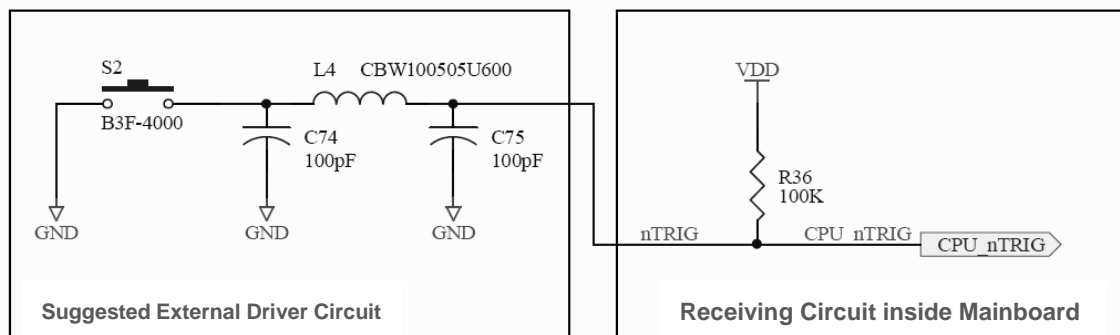 S2
B3F-4000
GND
L4 CBW100505U600
C74
100pF
GND
C75
100pF
GND
Suggested External Driver Circuit
VDD
R36
100K
nTRIG
CPU_nTRIG
CPU_nTRIG
Receiving Circuit inside Mainboard